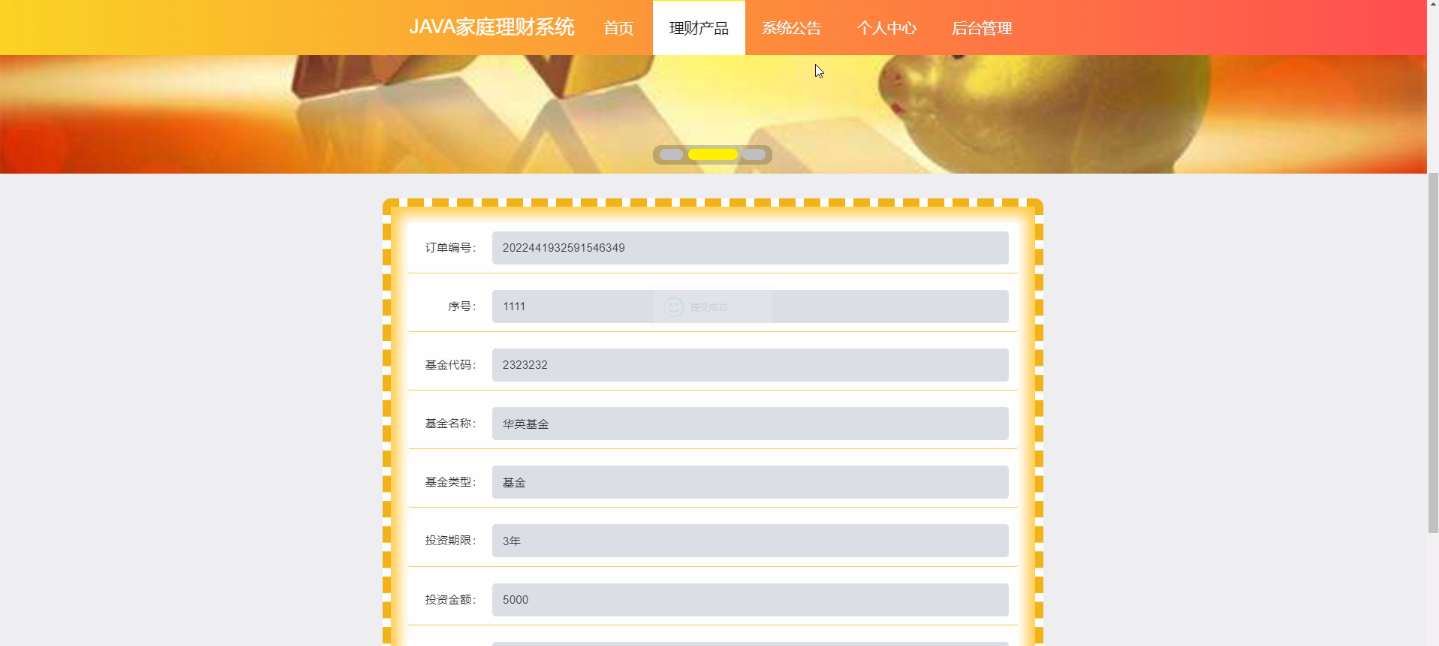 JAVA家庭理财系统 首页 理财产品 系统公告 个人中心 后台管理
订单编号： 2022441932591546349
序号： 1111
提交成功
基金代码： 2323232
基金名称： 华英基金
基金类型： 基金
投资期限： 3年
投资金额： 5000